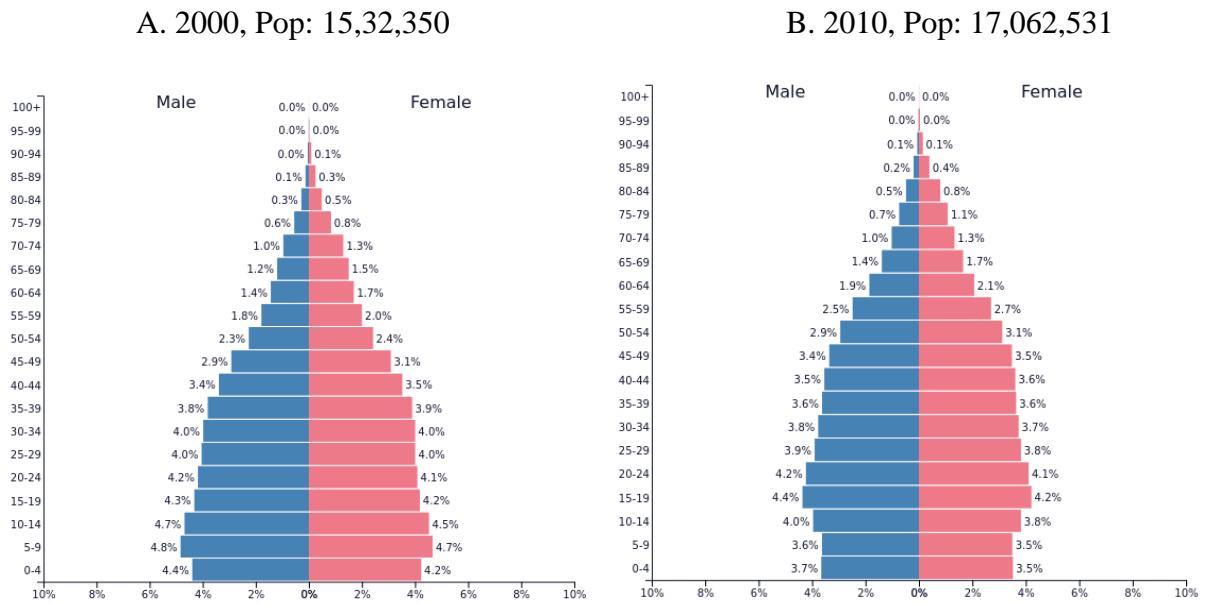 A. 2000, Pop: 15,32,350
Male Female
100+ 0.0% 0.0%
95-99 0.0% 0.0%
90-94 0.0% 0.1%
85-89 0.1% 0.3%
80-84 0.3% 0.5%
75-79 0.6% 0.8%
70-74 1.0% 1.3%
65-69 1.2% 1.5%
60-64 1.4% 1.7%
55-59 1.8% 2.0%
50-54 2.3% 2.4%
45-49 2.9% 3.1%
40-44 3.4% 3.5%
35-39 3.8% 3.9%
30-34 4.0% 4.0%
25-29 4.0% 4.0%
20-24 4.2% 4.1%
15-19 4.3% 4.2%
10-14 4.7% 4.5%
5-9 4.8% 4.7%
0-4 4.4% 4.2%
10% 8% 6% 4% 2% 0% 2% 4% 6% 8% 10%
B. 2010, Pop: 17,062,531
Male Female
100+ 0.0% 0.0%
95-99 0.0% 0.0%
90-94 0.1% 0.1%
85-89 0.2% 0.4%
80-84 0.5% 0.8%
75-79 0.7% 1.1%
70-74 1.0% 1.3%
65-69 1.4% 1.7%
60-64 1.9% 2.1%
55-59 2.5% 2.7%
50-54 2.9% 3.1%
45-49 3.4% 3.5%
40-44 3.5% 3.6%
35-39 3.6% 3.6%
30-34 3.8% 3.7%
25-29 3.9% 3.8%
20-24 4.2% 4.1%
15-19 4.4% 4.2%
10-14 4.0% 3.8%
5-9 3.6% 3.5%
0-4 3.7% 3.5%
10% 8% 6% 4% 2% 0% 2% 4% 6% 8% 10%